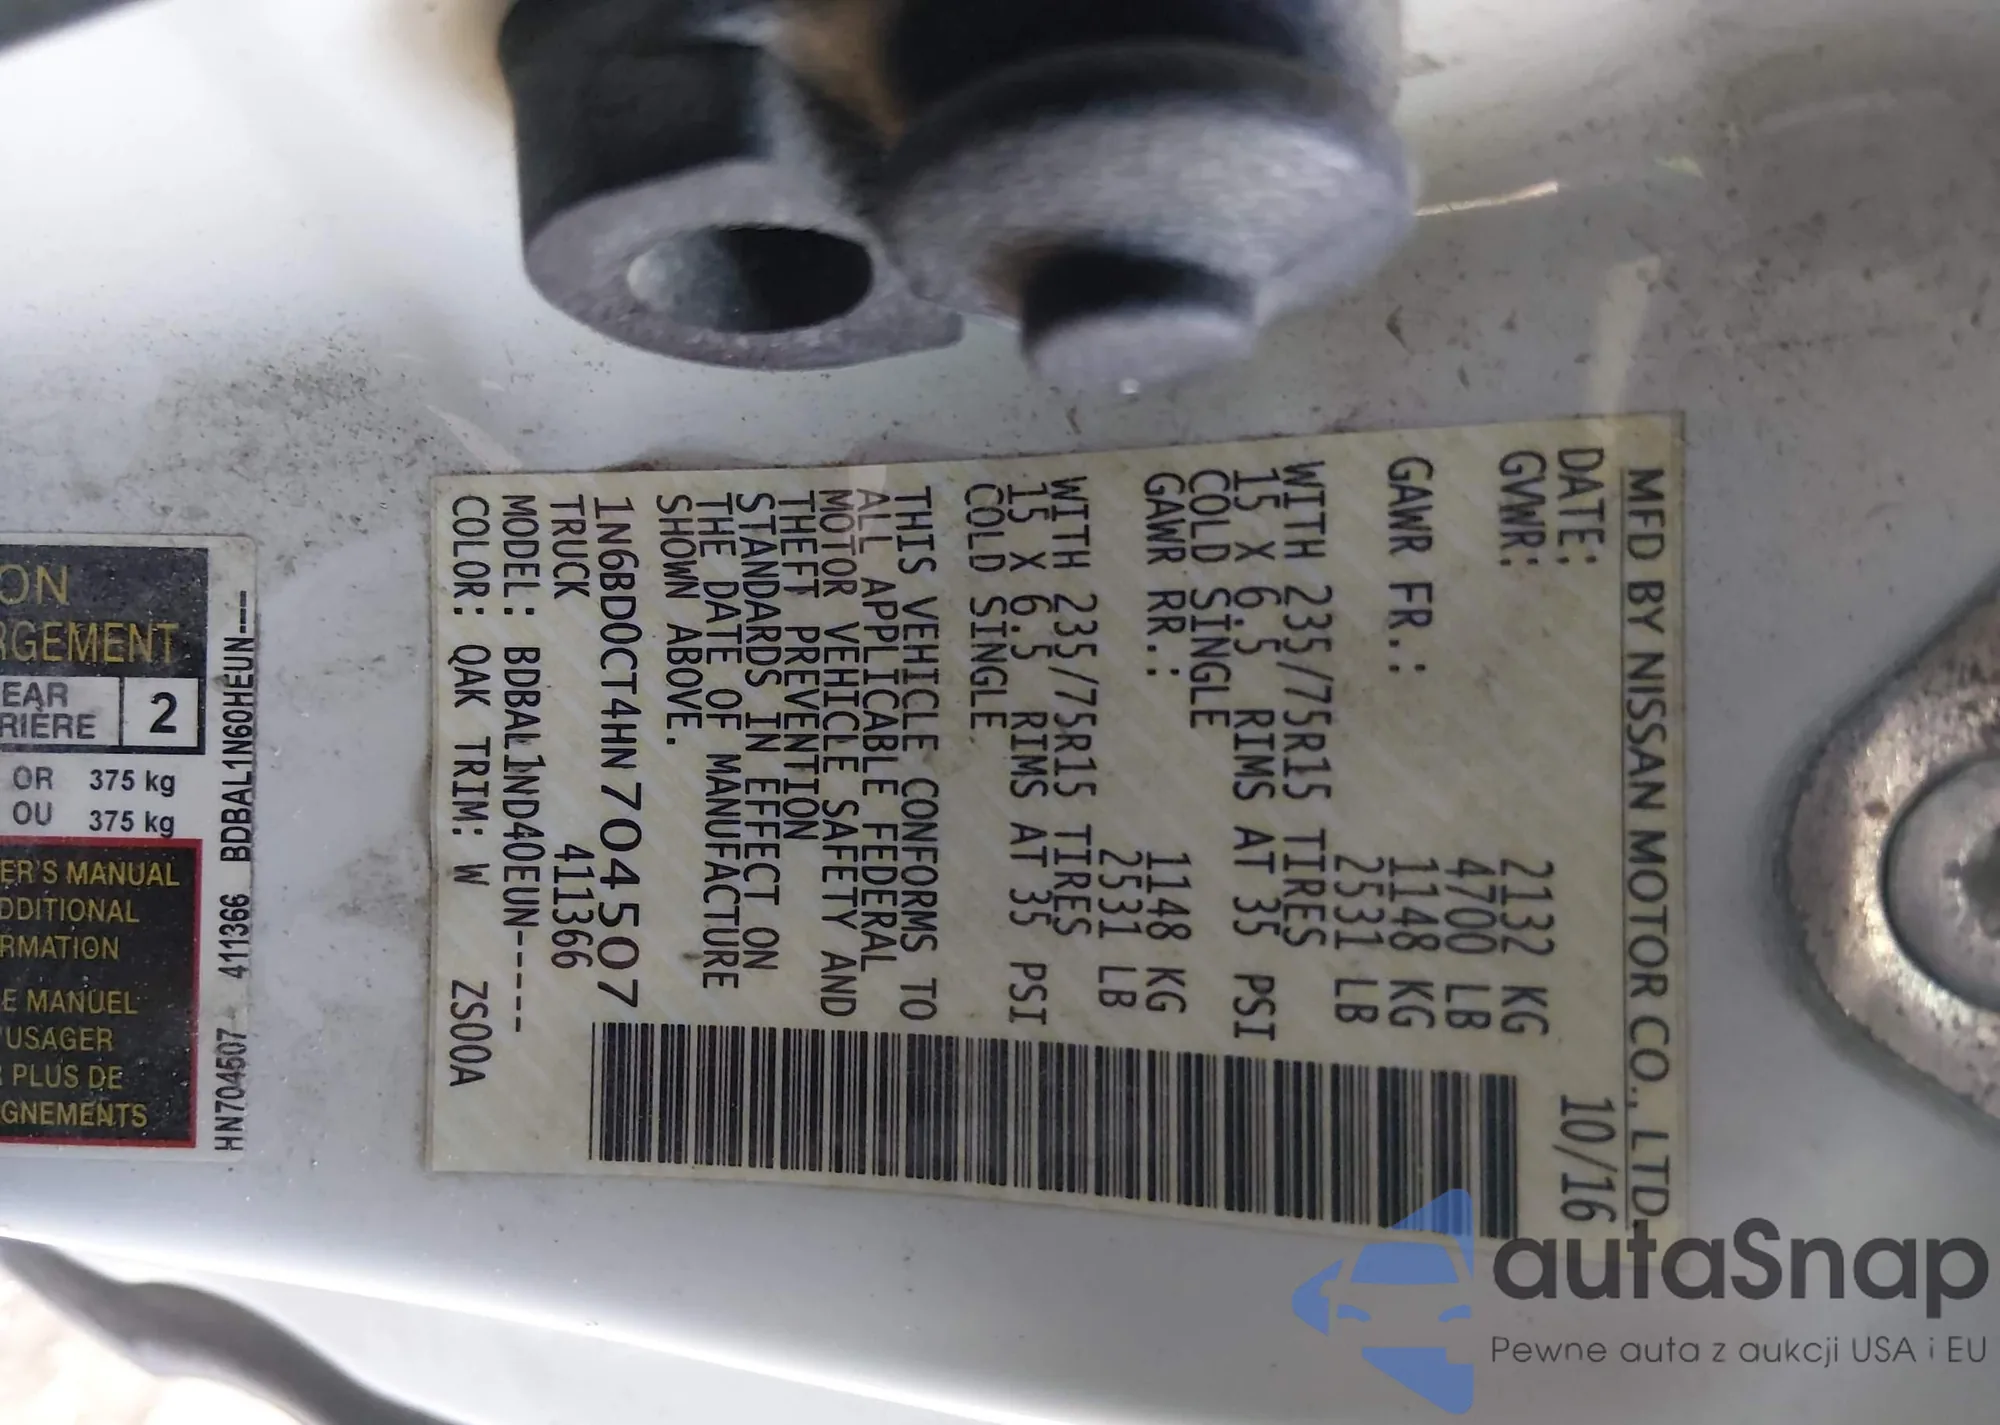 MFD BY NISSAN MOTOR CO., LTD.
DATE: 10/16
GVWR: 2132 KG
4700 LB
GAWR FR.: 1148 KG
2531 LB
WITH 235/75R15 TIRES
15 X 6.5 RIMS AT 35 PSI
COLD SINGLE
GAWR RR.: 1148 KG
2531 LB
WITH 235/75R15 TIRES
15 X 6.5 RIMS AT 35 PSI
COLD SINGLE
THIS VEHICLE CONFORMS TO
ALL APPLICABLE FEDERAL
MOTOR VEHICLE SAFETY AND
THEFT PREVENTION
STANDARDS IN EFFECT ON
THE DATE OF MANUFACTURE
SHOWN ABOVE.
1N6BD0CT4HN704507
TRUCK 411366
MODEL: BDBAL1ND40EUN-----
COLOR: QAK TRIM: W ZS00A
ON
RGEMENT
EAR
RIÈRE
2
OR 375 kg
OU 375 kg
ER'S MANUAL
DDITIONAL
RMATION
E MANUEL
'USAGER
PLUS DE
GNEMENTS
HN704507 411366 BDBAL1N60HEUN---
autaSnap
Pewne auta z aukcji USA i EU